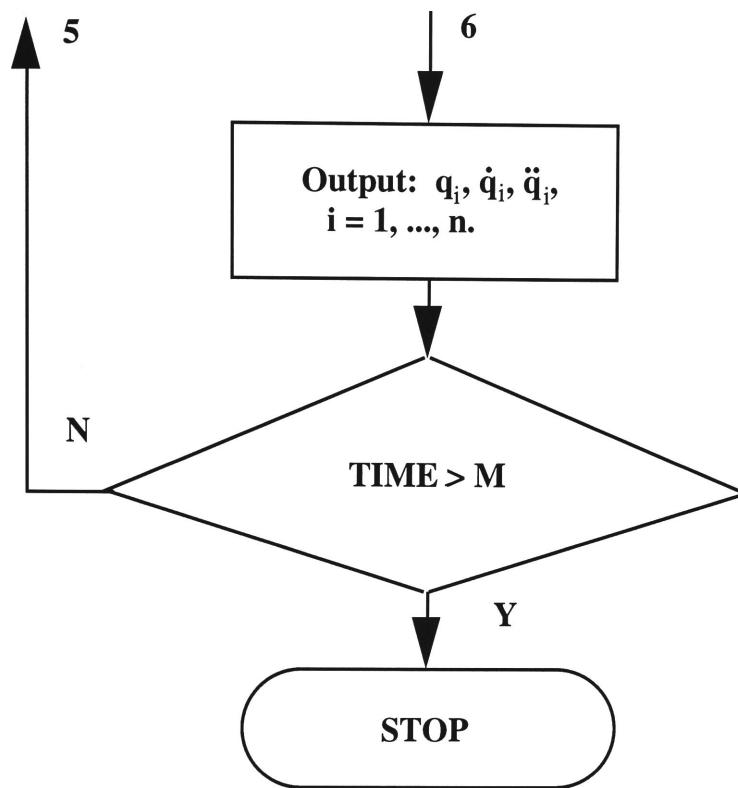 5
6
Output: qᵢ, q̇ᵢ, q̈ᵢ,
i = 1, ..., n.
N
TIME > M
Y
STOP